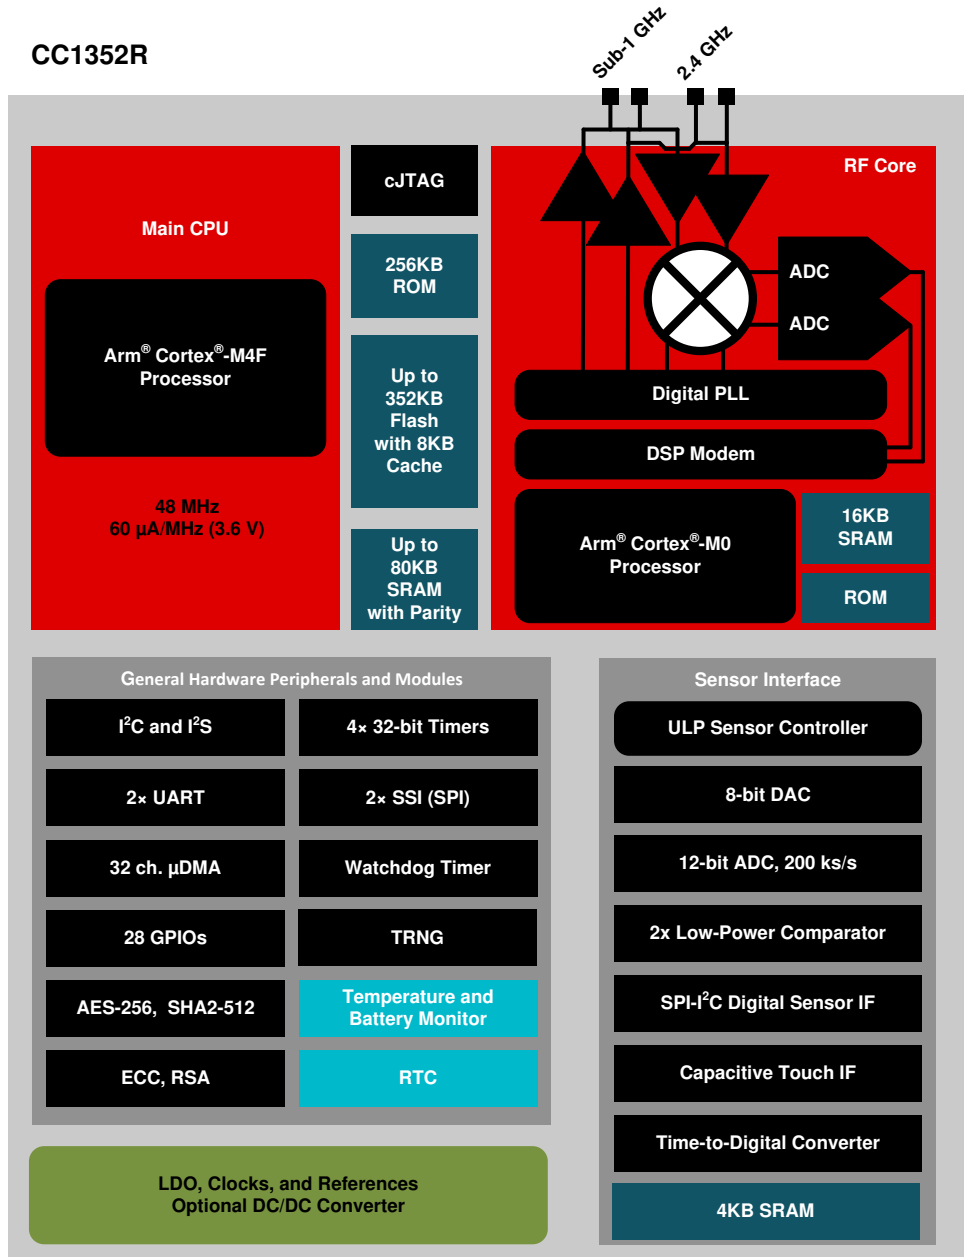 CC1352R
Sub-1 GHz
2.4 GHz
Main CPU
Arm® Cortex®-M4F
Processor
48 MHz
60 µA/MHz (3.6 V)
cJTAG
256KB
ROM
Up to
352KB
Flash
with 8KB
Cache
Up to
80KB
SRAM
with Parity
RF Core
ADC
ADC
Digital PLL
DSP Modem
Arm® Cortex®-M0
Processor
16KB
SRAM
ROM
General Hardware Peripherals and Modules
I²C and I²S
4× 32-bit Timers
2× UART
2× SSI (SPI)
32 ch. µDMA
Watchdog Timer
28 GPIOs
TRNG
AES-256, SHA2-512
Temperature and
Battery Monitor
ECC, RSA
RTC
LDO, Clocks, and References
Optional DC/DC Converter
Sensor Interface
ULP Sensor Controller
8-bit DAC
12-bit ADC, 200 ks/s
2x Low-Power Comparator
SPI-I²C Digital Sensor IF
Capacitive Touch IF
Time-to-Digital Converter
4KB SRAM